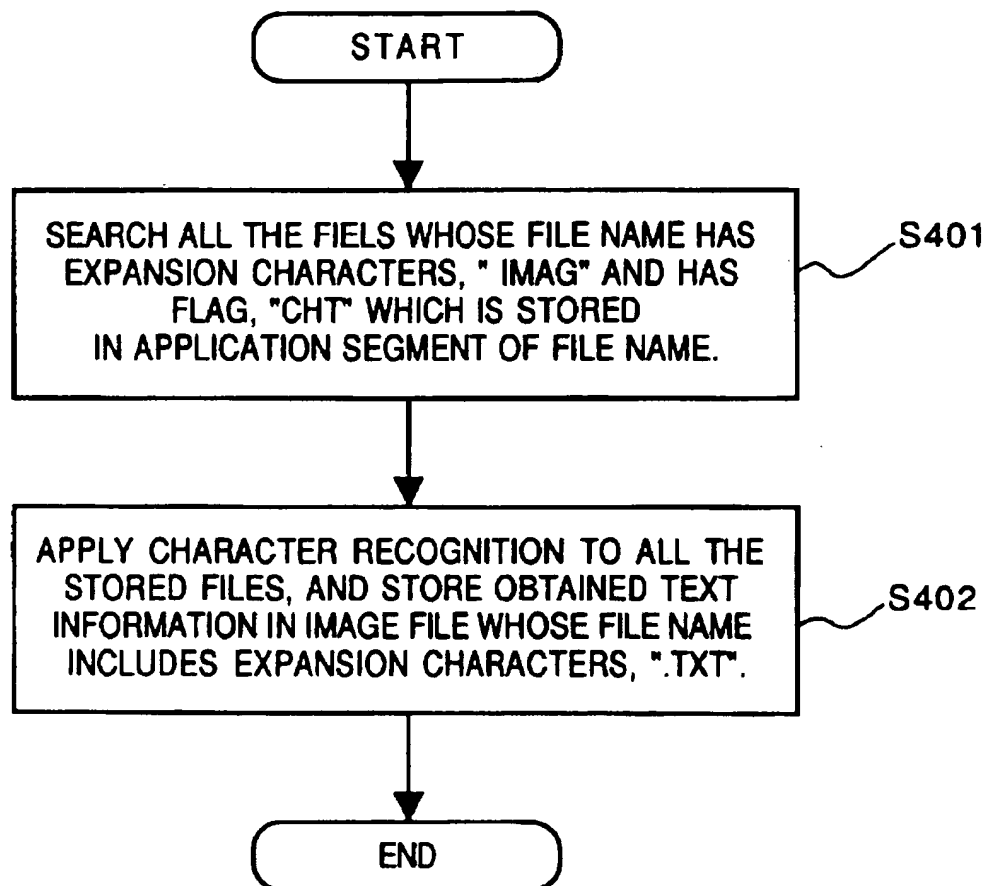 START
SEARCH ALL THE FIELS WHOSE FILE NAME HAS
EXPANSION CHARACTERS, " IMAG" AND HAS
FLAG, "CHT" WHICH IS STORED
IN APPLICATION SEGMENT OF FILE NAME.
S401
APPLY CHARACTER RECOGNITION TO ALL THE
STORED FILES, AND STORE OBTAINED TEXT
INFORMATION IN IMAGE FILE WHOSE FILE NAME
INCLUDES EXPANSION CHARACTERS, ".TXT".
S402
END